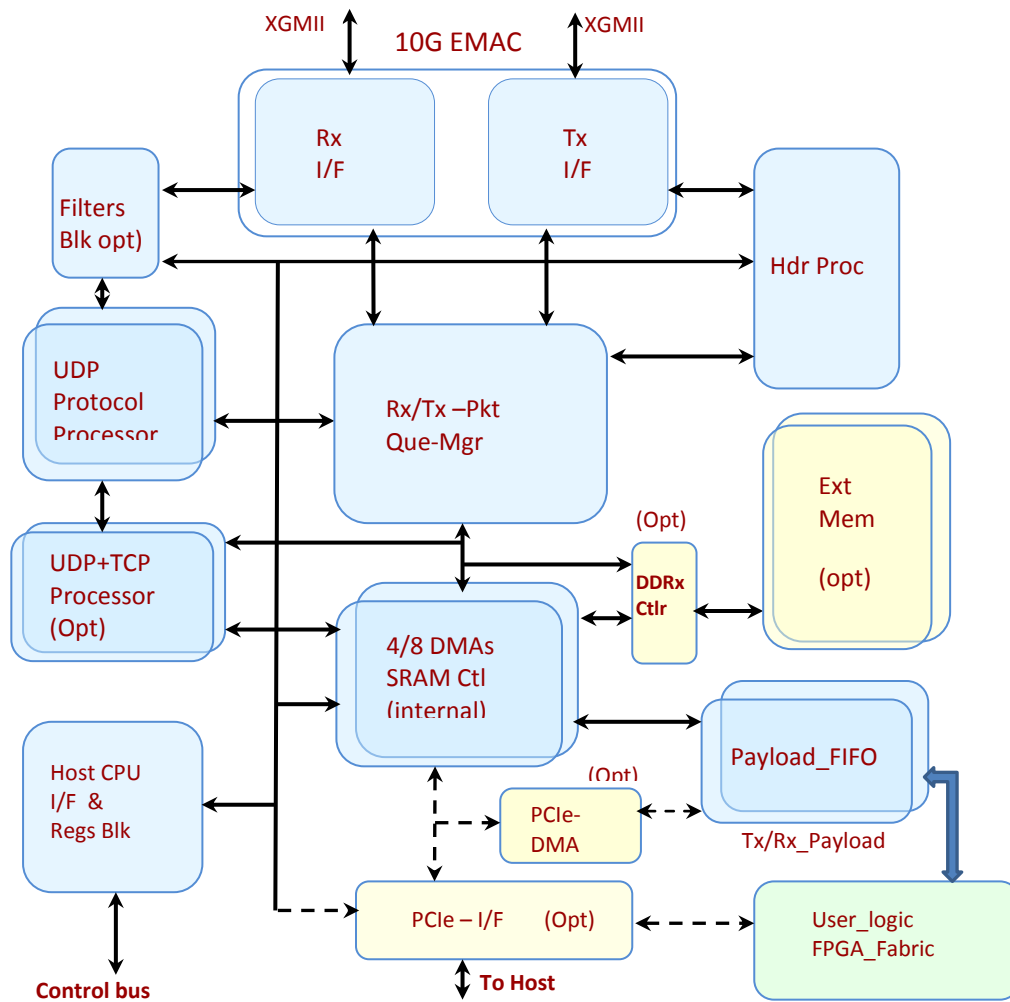 XGMII
XGMII
10G EMAC
Rx
I/F
Tx
I/F
Filters
Blk opt)
Hdr Proc
UDP
Protocol
Processor
Rx/Tx –Pkt
Que-Mgr
Ext
Mem
(opt)
(Opt)
DDRx
Ctlr
UDP+TCP
Processor
(Opt)
4/8 DMAs
SRAM Ctl
(internal)
Payload_FIFO
Host CPU
I/F &
Regs Blk
(Opt)
PCIe-
DMA
Tx/Rx_Payload
PCIe – I/F (Opt)
User_logic
FPGA_Fabric
To Host
Control bus